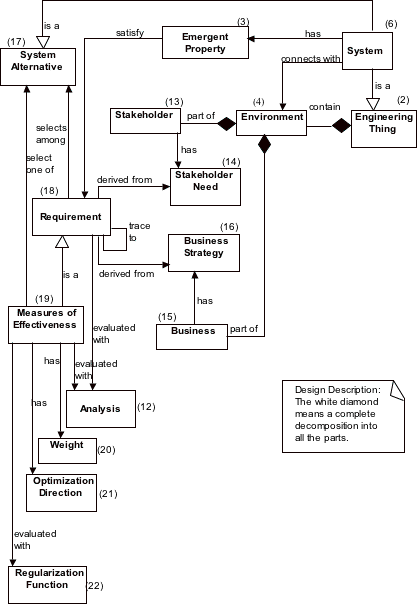 is a
(17)
System
Alternative
satisfy
(3)
Emergent
Property
has
(6)
System
connects with
is a
(13)
Stakeholder
part of
(4)
Environment
contain
(2)
Engineering
Thing
selects
among
select
one of
has
(14)
Stakeholder
Need
derived from
(18)
Requirement
trace
to
(16)
Business
Strategy
derived from
is a
has
(19)
Measures of
Effectiveness
(15)
Business
part of
evaluated
with
has
evaluated
with
has
Analysis
(12)
Design Description:
The white diamond
means a complete
decomposition into
all the parts.
Weight
(20)
Optimization
Direction
(21)
evaluated
with
Regularization
Function
(22)